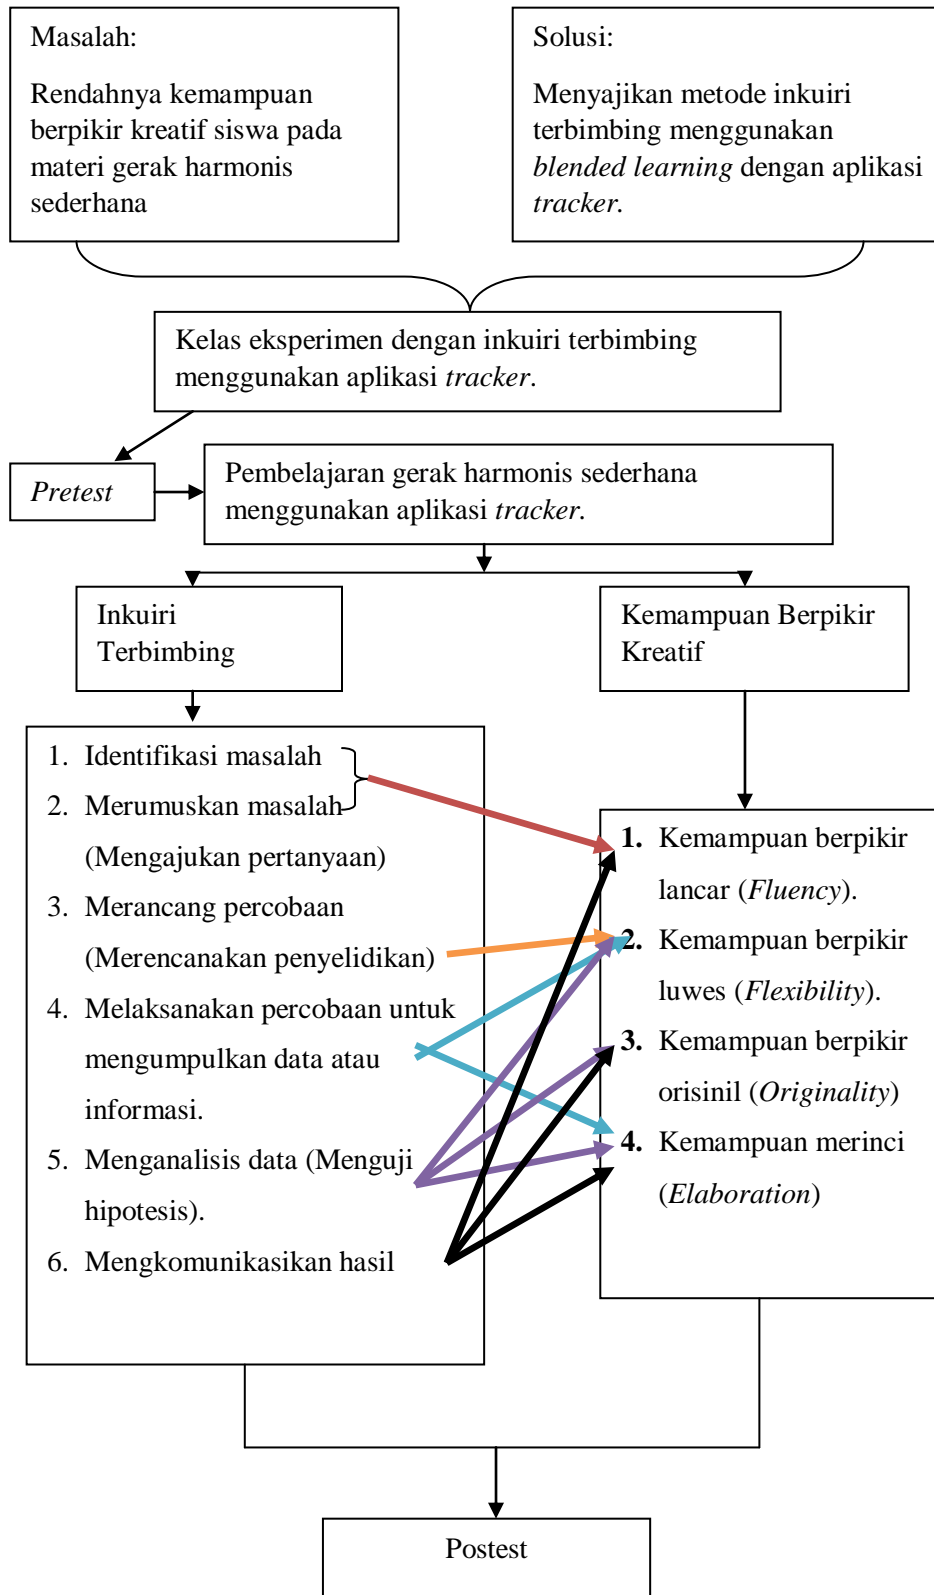 Masalah:
Rendahnya kemampuan
berpikir kreatif siswa pada
materi gerak harmonis
sederhana
Solusi:
Menyajikan metode inkuiri
terbimbing menggunakan
blended learning dengan aplikasi
tracker.
Kelas eksperimen dengan inkuiri terbimbing
menggunakan aplikasi tracker.
Pretest
Pembelajaran gerak harmonis sederhana
menggunakan aplikasi tracker.
Inkuiri
Terbimbing
Kemampuan Berpikir
Kreatif
1. Identifikasi masalah
2. Merumuskan masalah
(Mengajukan pertanyaan)
3. Merancang percobaan
(Merencanakan penyelidikan)
4. Melaksanakan percobaan untuk
mengumpulkan data atau
informasi.
5. Menganalisis data (Menguji
hipotesis).
6. Mengkomunikasikan hasil
1. Kemampuan berpikir
lancar (Fluency).
2. Kemampuan berpikir
luwes (Flexibility).
3. Kemampuan berpikir
orisinil (Originality)
4. Kemampuan merinci
(Elaboration)
Postest